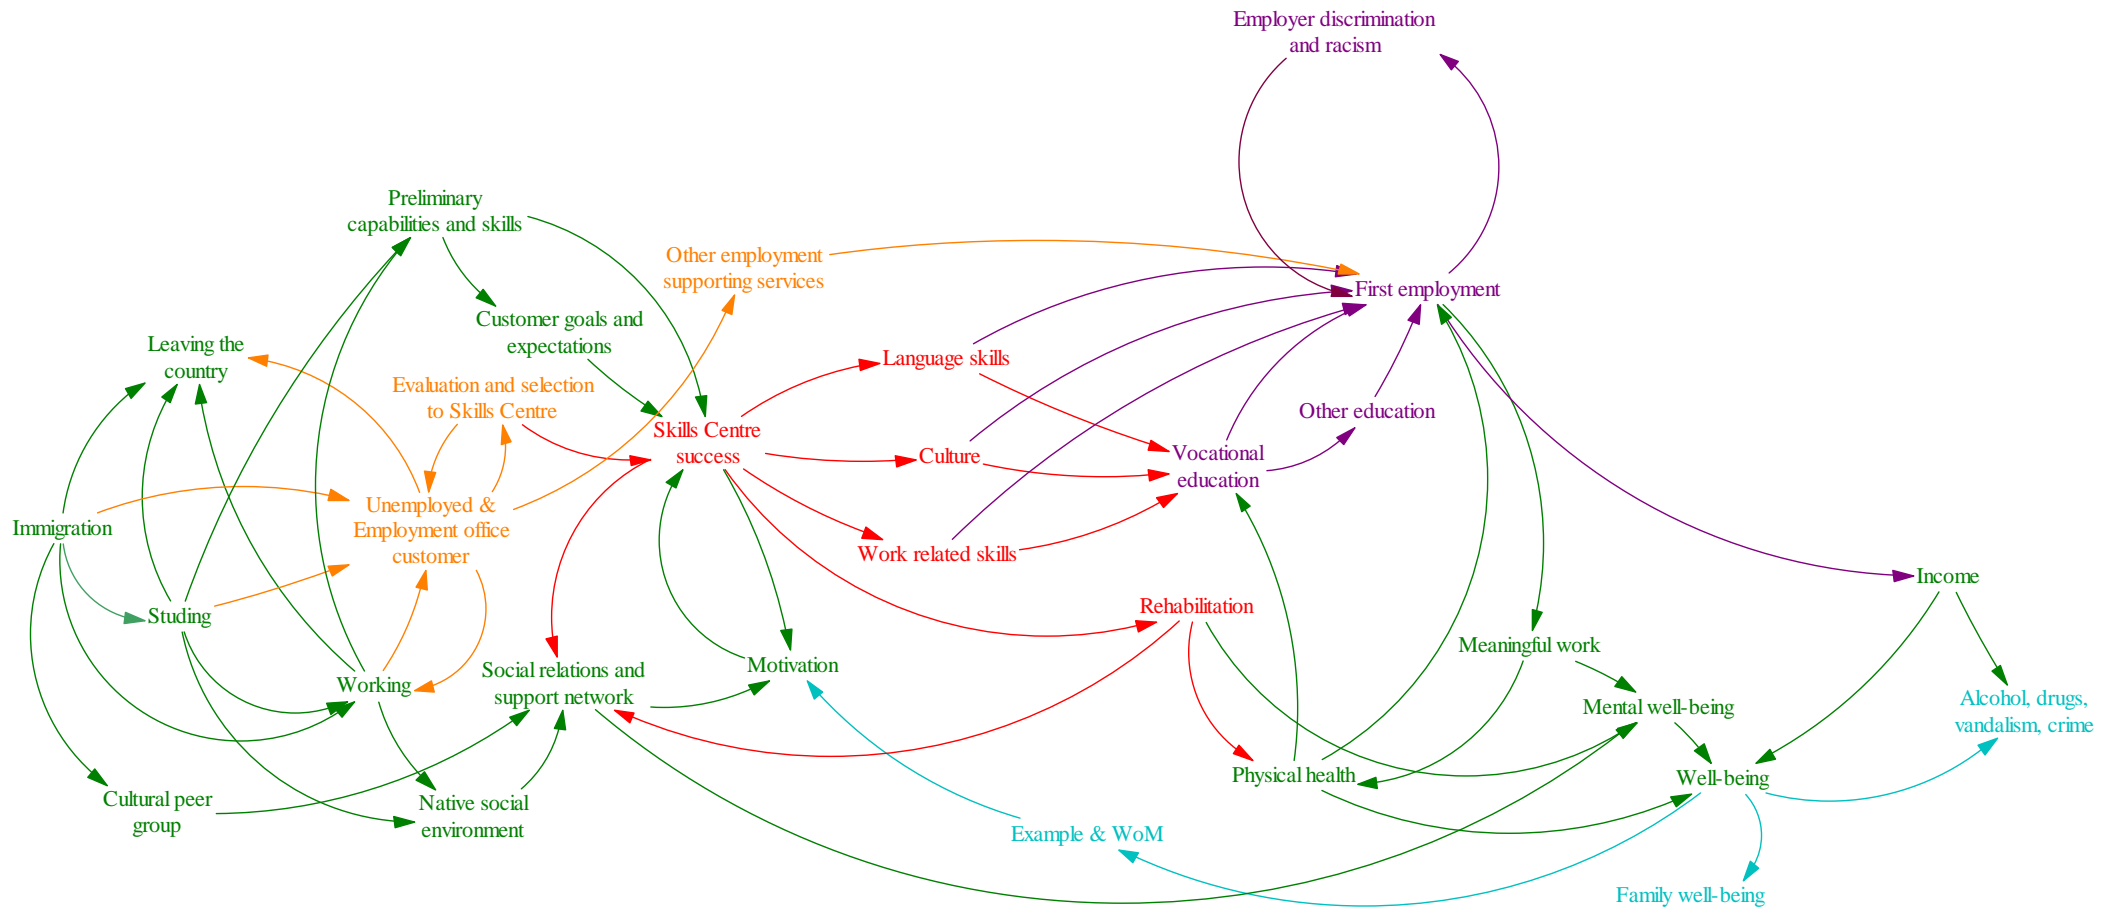 Employer discrimination
and racism
Preliminary
capabilities and skills
Other employment
supporting services
First employment
Customer goals and
expectations
Leaving the
country
Language skills
Evaluation and selection
to Skills Centre
Other education
Skills Centre
success
Culture
Vocational
education
Unemployed &
Employment office
customer
Immigration
Work related skills
Income
Studing
Rehabilitation
Meaningful work
Social relations and
support network
Motivation
Working
Mental well-being
Alcohol, drugs,
vandalism, crime
Physical health
Well-being
Cultural peer
group
Native social
environment
Example & WoM
Family well-being